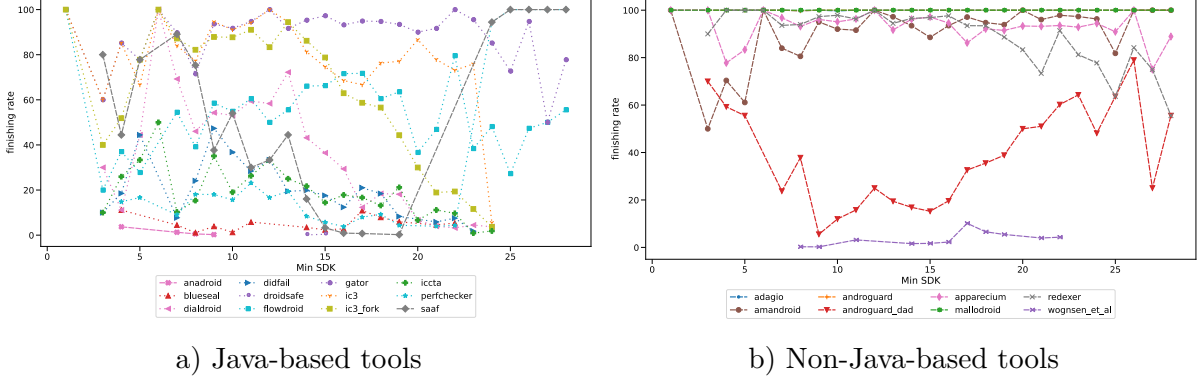 100
80
60
40
20
0
finishing rate
0
5
10
15
20
25
Min SDK
anadroid
blueseal
dialdroid
didfail
droidsafe
flowdroid
gator
ic3
ic3_fork
iccta
perfchecker
saaf
a) Java-based tools
100
80
60
40
20
0
finishing rate
0
5
10
15
20
25
Min SDK
adagio
amandroid
androguard
androguard_dad
apparecium
mallodroid
redexer
wognsen_et_al
b) Non-Java-based tools